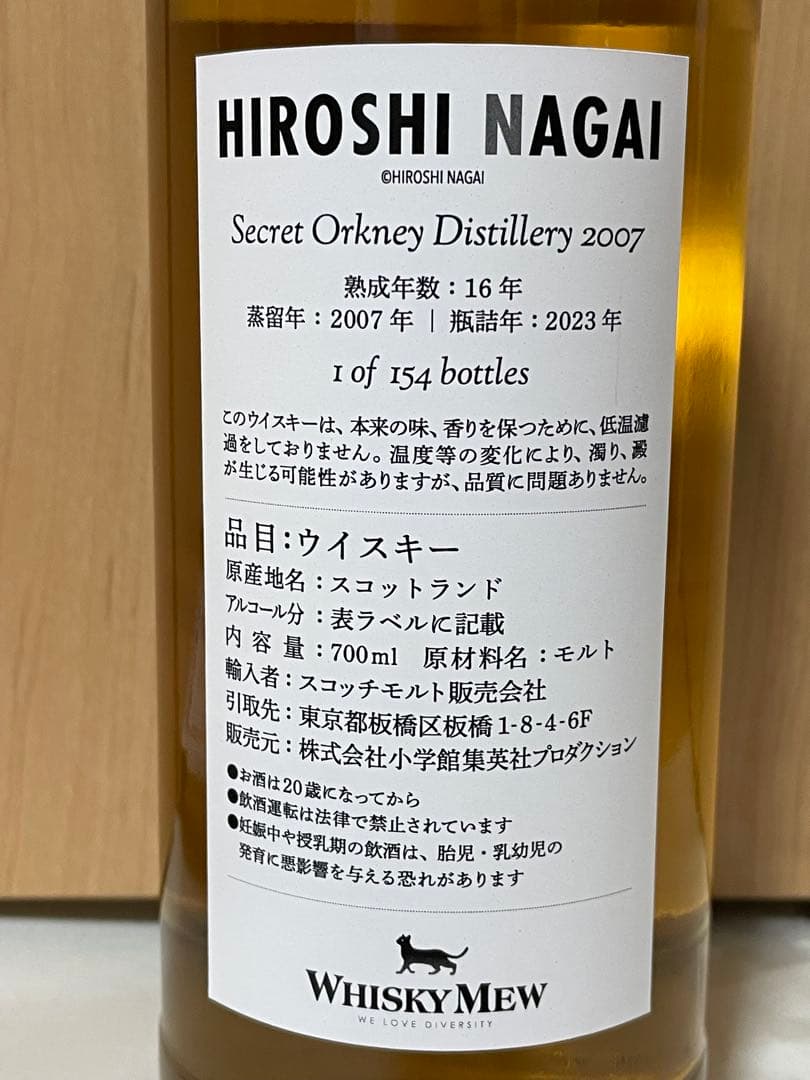 HIROSHI NAGAI
©HIROSHI NAGAI
Secret Orkney Distillery 2007
熟成年数：16年
蒸留年：2007年 | 瓶詰年：2023年
1 of 154 bottles
このウイスキーは、本来の味、香りを保つために、低温濾
過をしておりません。温度等の変化により、濁り、澱
が生じる可能性がありますが、品質に問題ありません。
品目：ウイスキー
原産地名：スコットランド
アルコール分：表ラベルに記載
内容量：700ml 原材料名：モルト
輸入者：スコッチモルト販売会社
引取先：東京都板橋区板橋1-8-4-6F
販売元：株式会社小学館集英社プロダクション
●お酒は20歳になってから
●飲酒運転は法律で禁止されています
●妊娠中や授乳期の飲酒は、胎児・乳幼児の
発育に悪影響を与える恐れがあります
WHISKY MEW
WE LOVE DIVERSITY